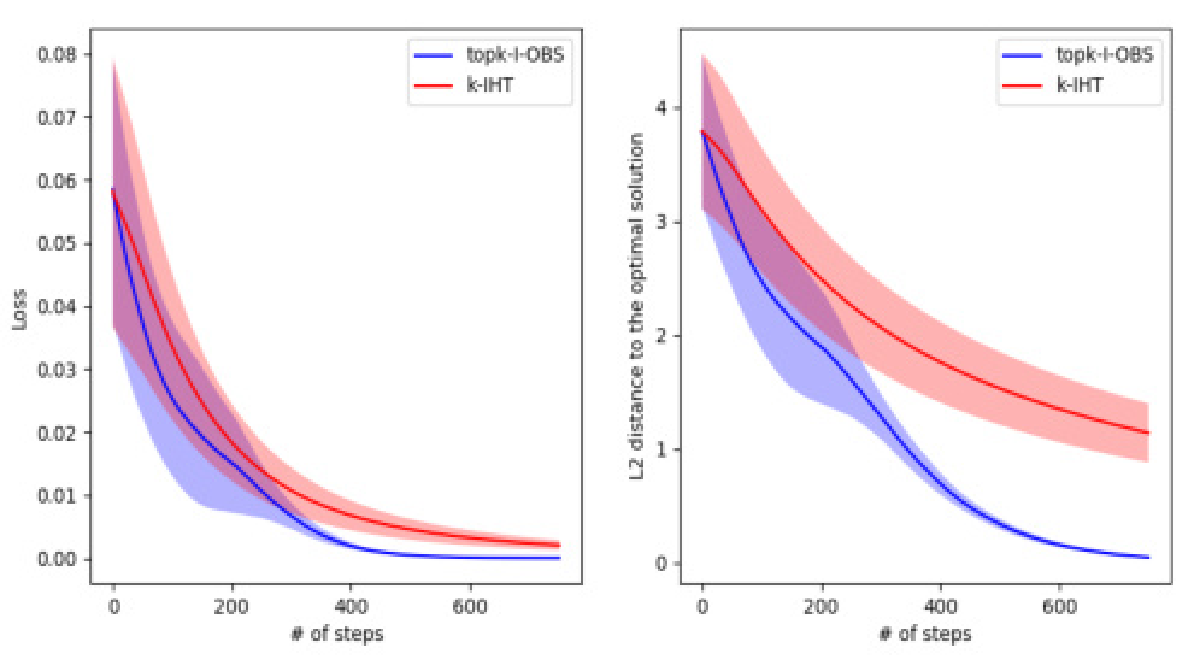 topk-I-OBS
k-IHT
0.08
0.07
0.06
0.05
0.04
0.03
0.02
0.01
0.00
Loss
0
200
400
600
# of steps
topk-I-OBS
k-IHT
4
3
2
1
0
L2 distance to the optimal solution
0
200
400
600
# of steps